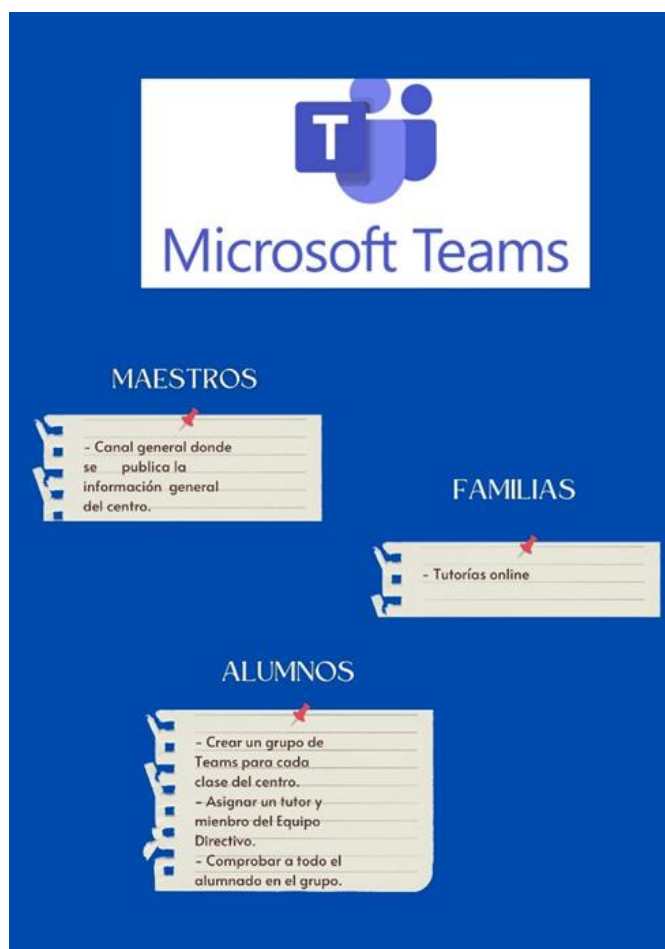 T
Microsoft Teams
MAESTROS
- Canal general donde
se publica la
información general
del centro.
FAMILIAS
- Tutorías online
ALUMNOS
- Crear un grupo de
Teams para cada
clase del centro.
- Asignar un tutor y
mienbro del Equipo
Directivo.
- Comprobar a todo el
alumnado en el grupo.